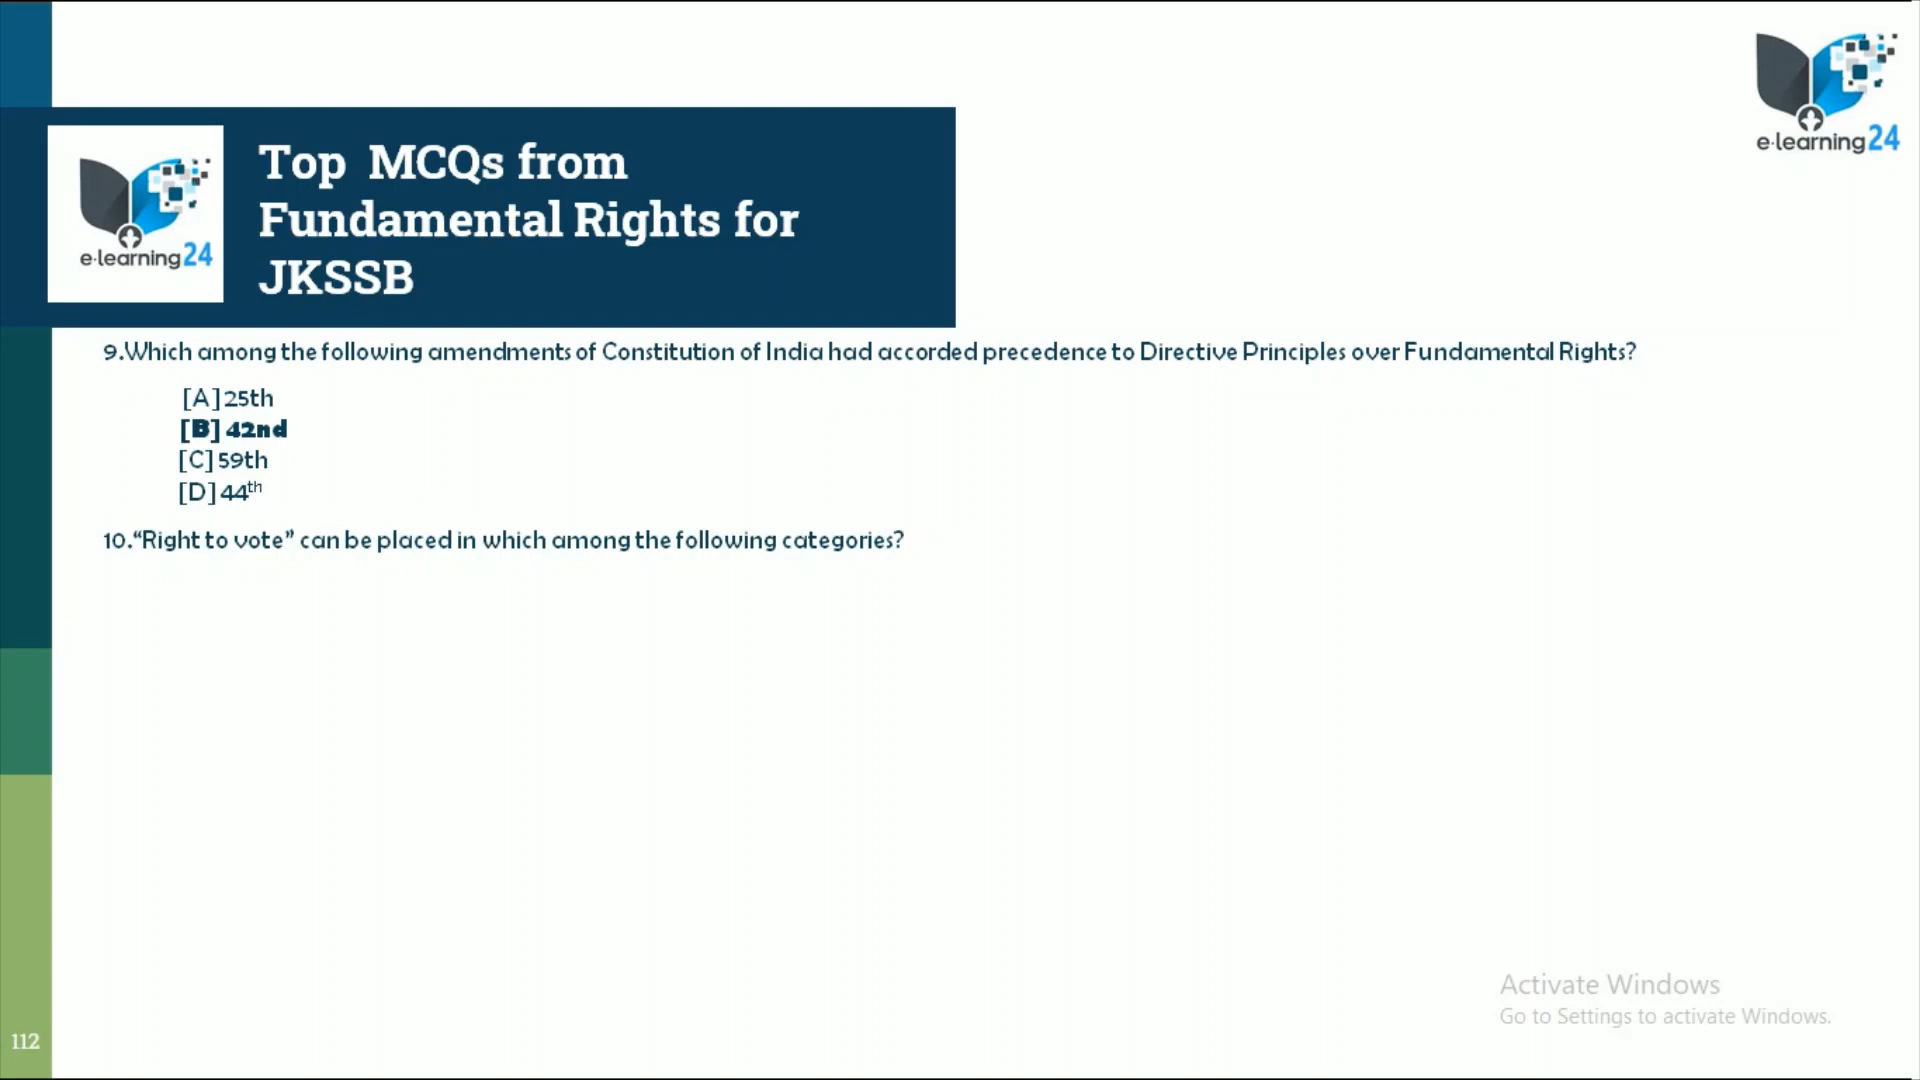 e·learning24
e·learning24
Top MCQs from
Fundamental Rights for
JKSSB
9.Which among the following amendments of Constitution of India had accorded precedence to Directive Principles over Fundamental Rights?
[A] 25th
[B] 42nd
[C] 59th
[D] 44th
10.“Right to vote” can be placed in which among the following categories?
Activate Windows
Go to Settings to activate Windows.
112